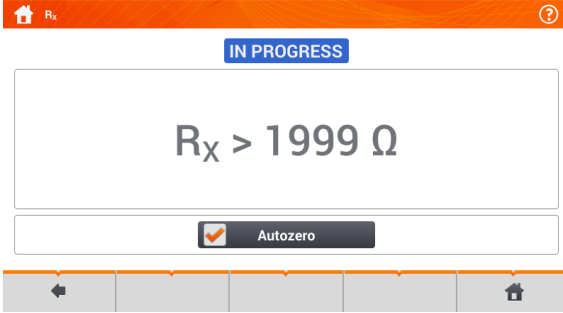 Rx
?
IN PROGRESS
Rx > 1999 Ω
Autozero